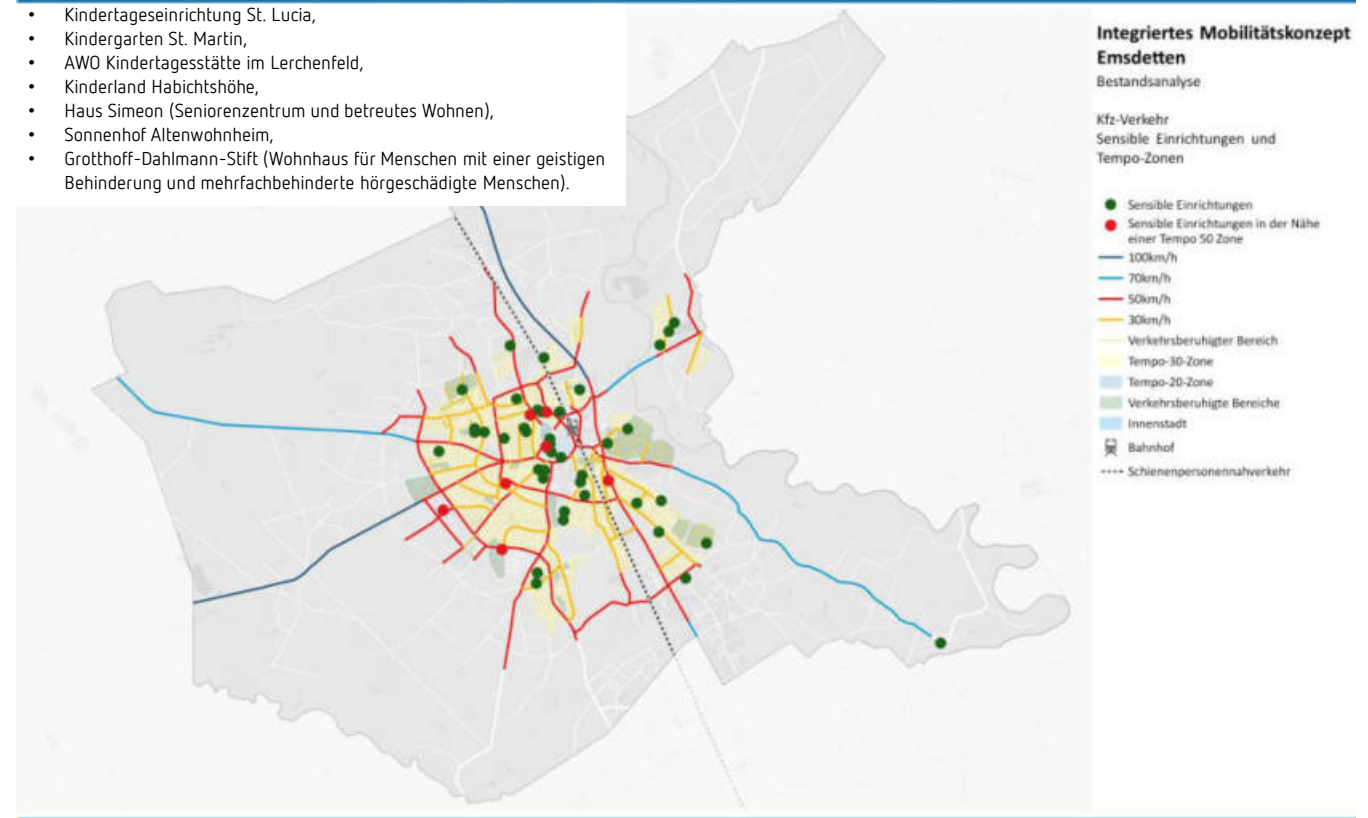 • Kindertageseinrichtung St. Lucia,
• Kindergarten St. Martin,
• AWO Kindertagesstätte im Lerchenfeld,
• Kinderland Habichtshöhe,
• Haus Simeon (Seniorenzentrum und betreutes Wohnen),
• Sonnenhof Altenwohnheim,
• Grotthoff-Dahlmann-Stift (Wohnhaus für Menschen mit einer geistigen
Behinderung und mehrfachbehinderte hörgeschädigte Menschen).
Integriertes Mobilitätskonzept
Emsdetten
Bestandsanalyse
Kfz-Verkehr
Sensible Einrichtungen und
Tempo-Zonen
Sensible Einrichtungen
Sensible Einrichtungen in der Nähe
einer Tempo 50 Zone
100km/h
70km/h
50km/h
30km/h
Verkehrsberuhigter Bereich
Tempo-30-Zone
Tempo-20-Zone
Verkehrsberuhigte Bereiche
Innenstadt
Bahnhof
Schienenpersonennahverkehr